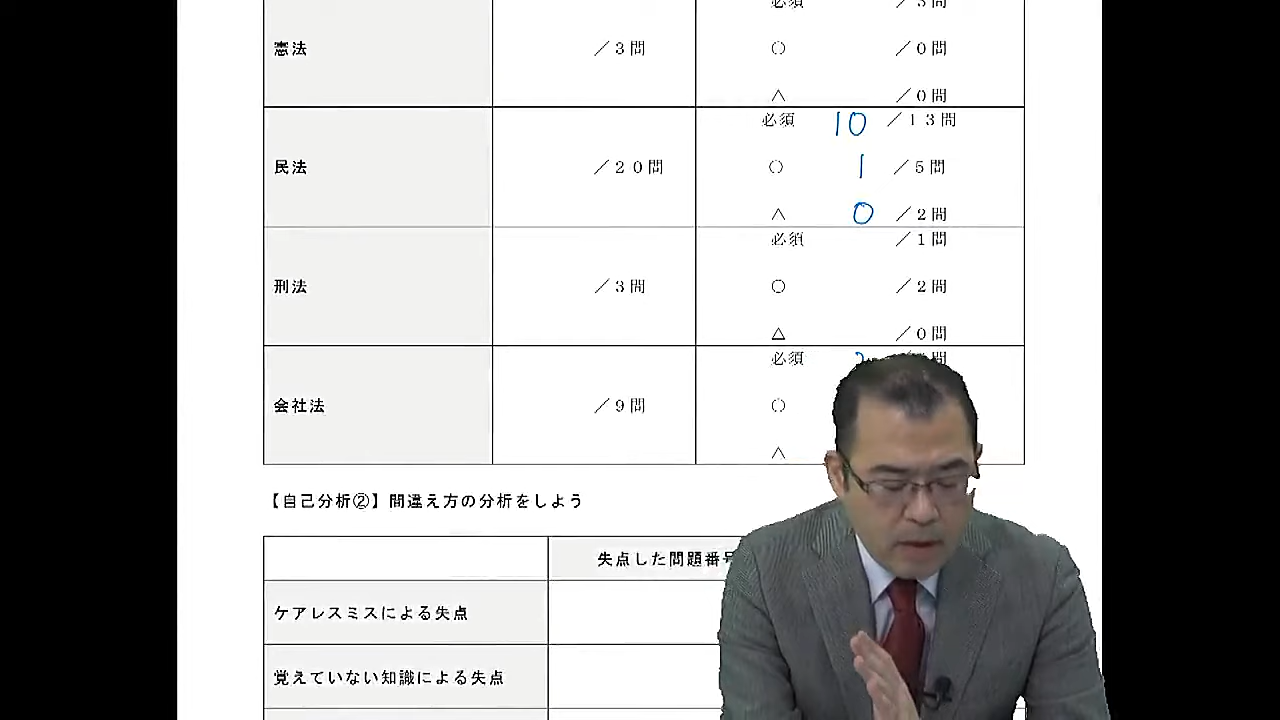 必須 /3問
憲法 /3問 ○ /0問
△ /0問
必須 10 /13問
民法 /20問 ○ 1 /5問
△ 0 /2問
必須 /1問
刑法 /3問 ○ /2問
△ /0問
必須 問
会社法 /9問 ○
△
【自己分析②】間違え方の分析をしよう
失点した問題番号
ケアレスミスによる失点
覚えていない知識による失点